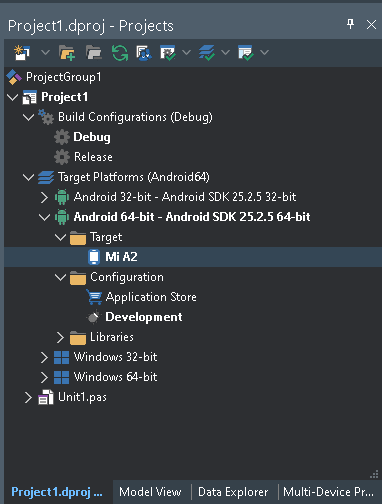 Project1.dproj - Projects
ProjectGroup1
Project1
Build Configurations (Debug)
Debug
Release
Target Platforms (Android64)
Android 32-bit - Android SDK 25.2.5 32-bit
Android 64-bit - Android SDK 25.2.5 64-bit
Target
Mi A2
Configuration
Application Store
Development
Libraries
Windows 32-bit
Windows 64-bit
Unit1.pas
Project1.dproj ... Model View Data Explorer Multi-Device Pr...